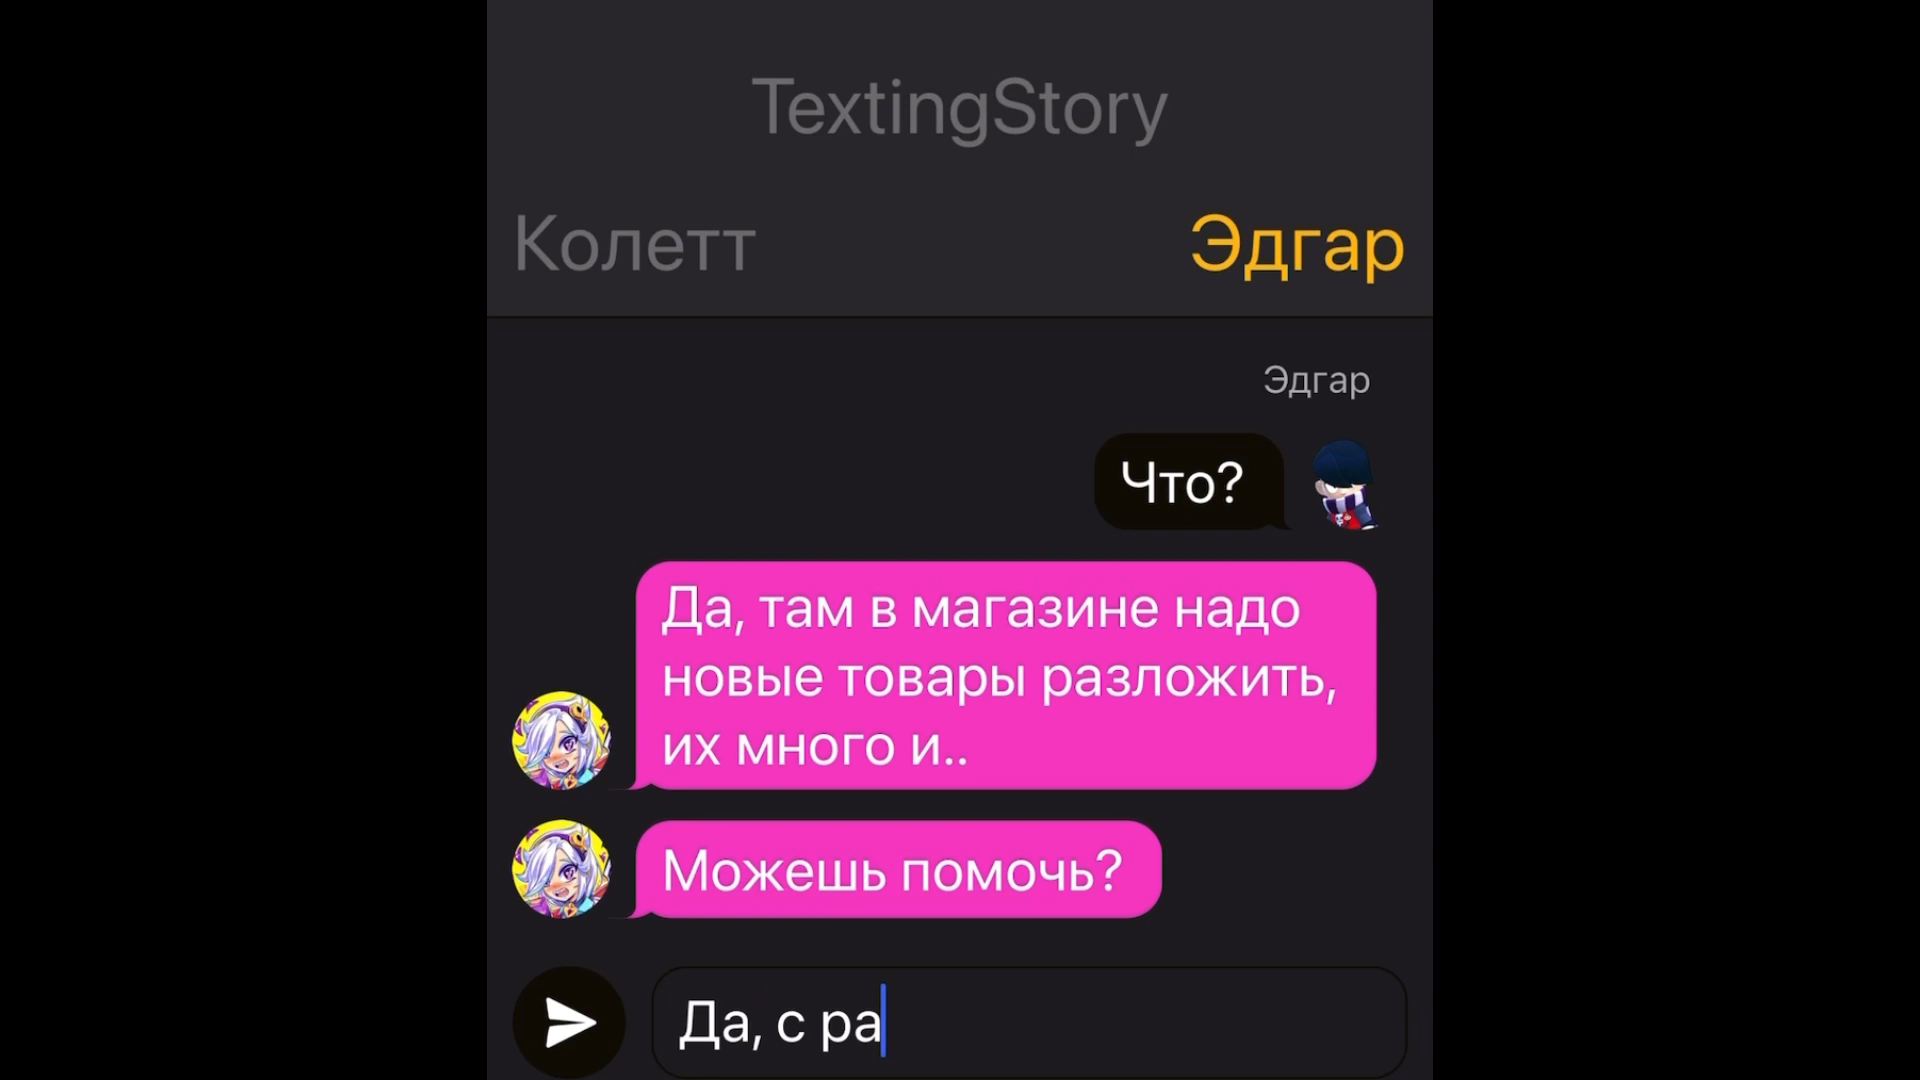 TextingStory
Колетт
Эдгар
Эдгар
Что?
Да, там в магазине надо
новые товары разложить,
их много и..
Можешь помочь?
Да, с ра